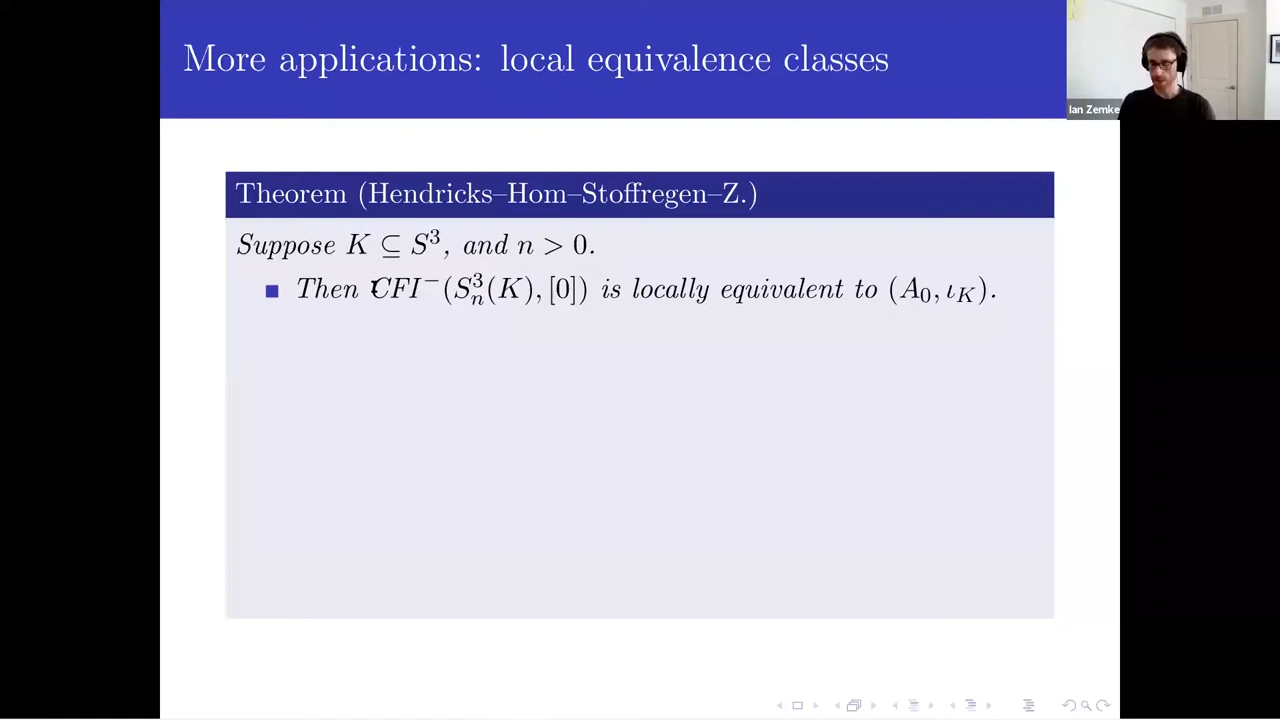 More applications: local equivalence classes
Ian Zemke
Theorem (Hendricks–Hom–Stoffregen–Z.)
Suppose K ⊆ S³, and n > 0.
Then CFI⁻(S³ₙ(K), [0]) is locally equivalent to (A₀, ι_K).